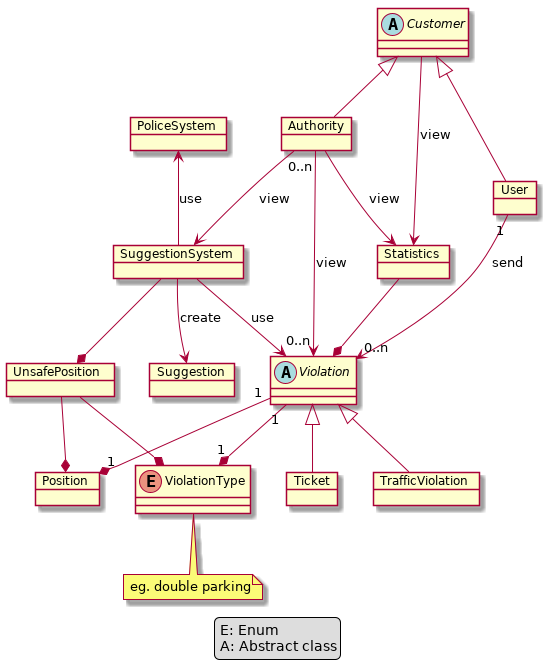 A Customer
PoliceSystem
Authority
view
0..n
use
view
view
User
1
SuggestionSystem
Statistics
view
send
create
use
0..n
0..n
UnsafePosition
Suggestion
A Violation
1
1
1
1
Position
E ViolationType
Ticket
TrafficViolation
eg. double parking
E: Enum
A: Abstract class